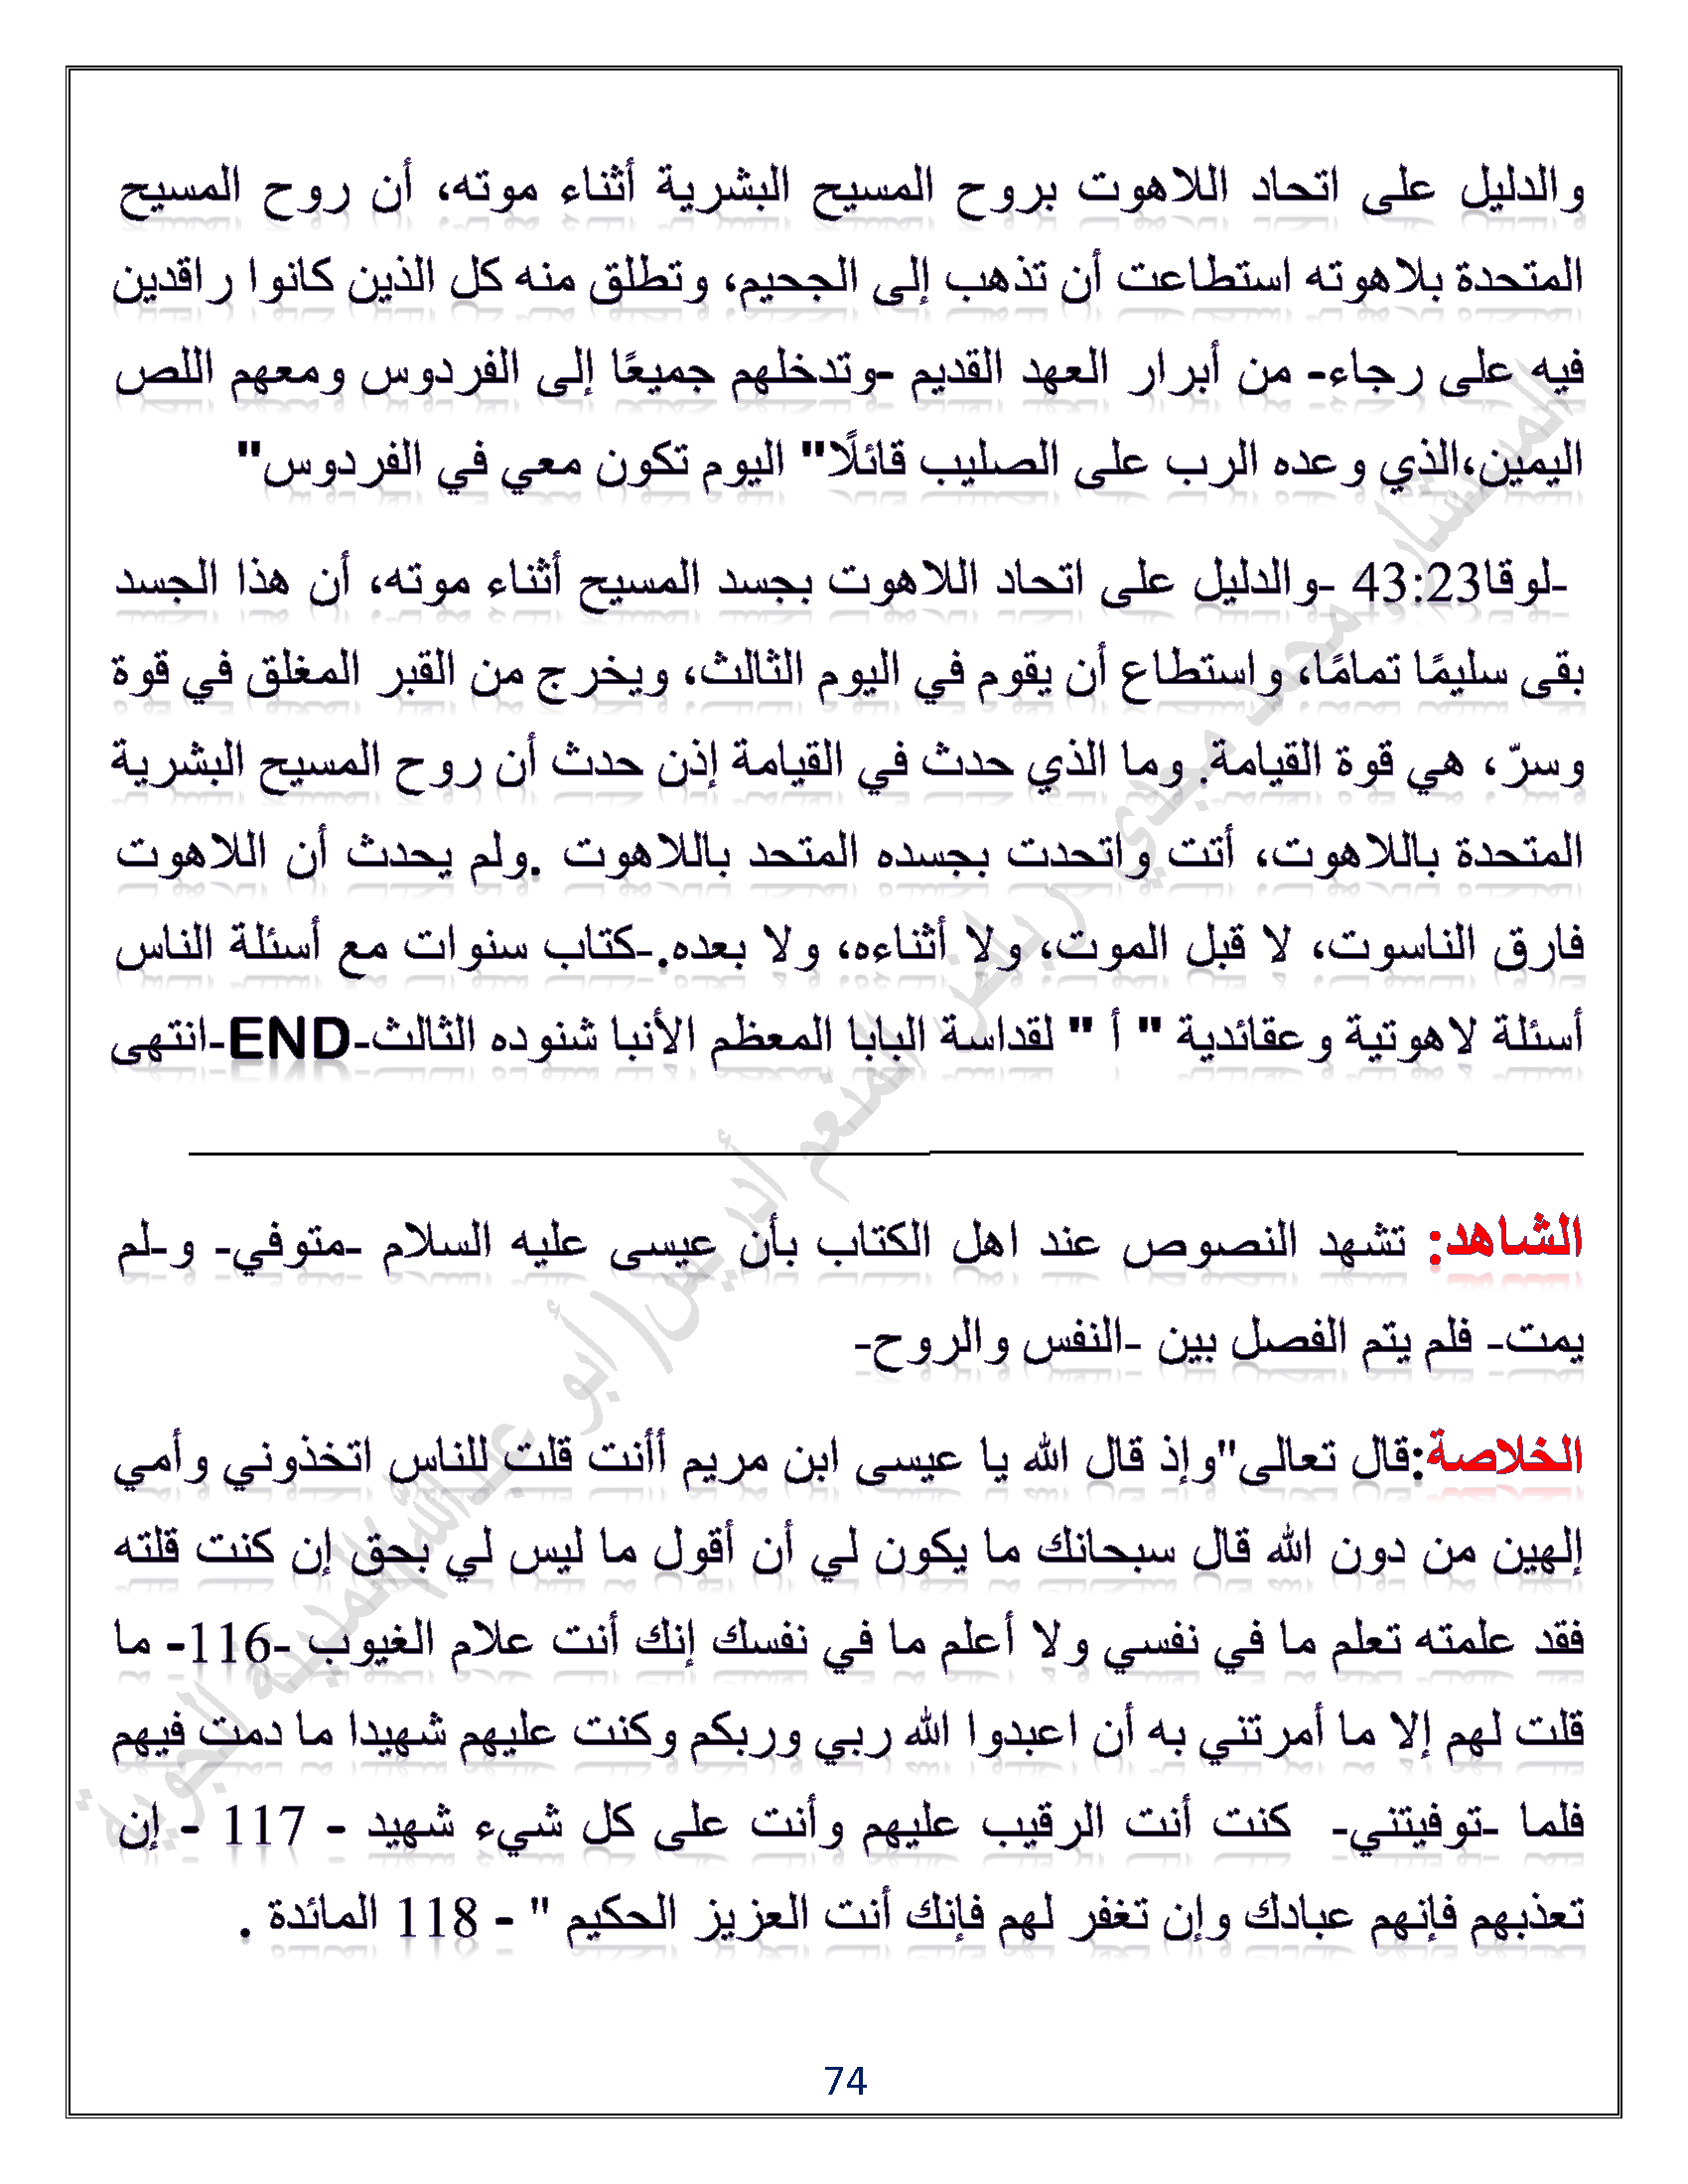 والدليل على اتحاد اللاهوت بروح المسيح البشرية أثناء موته، أن روح المسيح
المتحدة بلاهوته استطاعت أن تذهب إلى الجحيم، وتطلق منه كل الذين كانوا راقدين
فيه على رجاء- من أبرار العهد القديم -وتدخلهم جميعًا إلى الفردوس ومعهم اللص
اليمين،الذي وعده الرب على الصليب قائلًا" اليوم تكون معي في الفردوس"
-لوقا43:23 -والدليل على اتحاد اللاهوت بجسد المسيح أثناء موته، أن هذا الجسد
بقى سليمًا تمامًا، واستطاع أن يقوم في اليوم الثالث، ويخرج من القبر المغلق في قوة
وسرّ، هي قوة القيامة. وما الذي حدث في القيامة إذن حدث أن روح المسيح البشرية
المتحدة باللاهوت، أتت واتحدت بجسده المتحد باللاهوت .ولم يحدث أن اللاهوت
فارق الناسوت، لا قبل الموت، ولا أثناءه، ولا بعده.-كتاب سنوات مع أسئلة الناس
أسئلة لاهوتية وعقائدية " أ " لقداسة البابا المعظم الأنبا شنوده الثالث-END-انتهى
الشاهد: تشهد النصوص عند اهل الكتاب بأن عيسى عليه السلام -متوفي- و-لم
يمت- فلم يتم الفصل بين -النفس والروح-
الخلاصة:قال تعالى"وإذ قال الله يا عيسى ابن مريم أأنت قلت للناس اتخذوني وأمي
إلهين من دون الله قال سبحانك ما يكون لي أن أقول ما ليس لي بحق إن كنت قلته
فقد علمته تعلم ما في نفسي ولا أعلم ما في نفسك إنك أنت علام الغيوب -116- ما
قلت لهم إلا ما أمرتني به أن اعبدوا الله ربي وربكم وكنت عليهم شهيدا ما دمت فيهم
فلما -توفيتني- كنت أنت الرقيب عليهم وأنت على كل شيء شهيد - 117 - إن
تعذبهم فإنهم عبادك وإن تغفر لهم فإنك أنت العزيز الحكيم " - 118 المائدة .
74